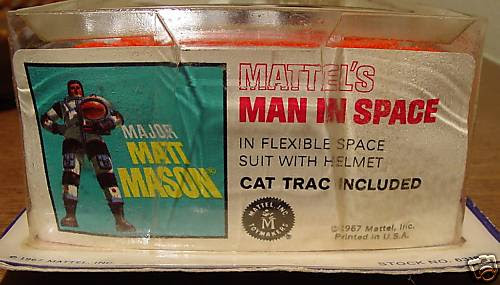 MAJOR
MATT
MASON®
MATTEL'S
MAN IN SPACE
IN FLEXIBLE SPACE
SUIT WITH HELMET
CAT TRAC INCLUDED
MATTEL, INC.
M
TOYMAKERS
©1967 Mattel, Inc.
Printed in U.S.A.
© 1967 MATTEL, INC.
STOCK NO.